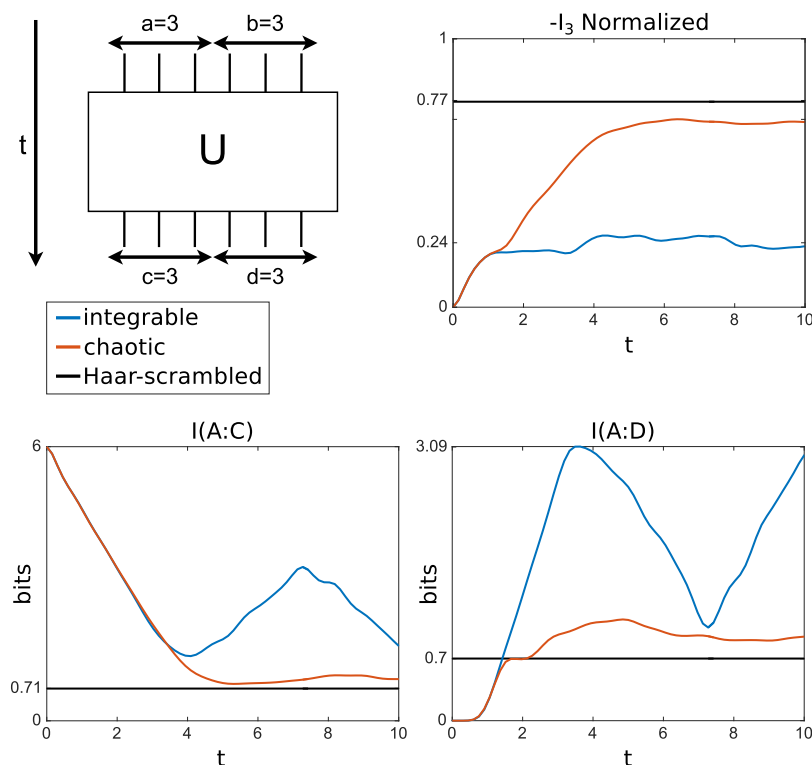 a=3 b=3
t
U
c=3 d=3
integrable
chaotic
Haar-scrambled
-I₃ Normalized
1
0.77
0.24
0
0 2 4 6 8 10
t
I(A:C)
6
bits
0.71
0
0 2 4 6 8 10
t
I(A:D)
3.09
bits
0.7
0
0 2 4 6 8 10
t